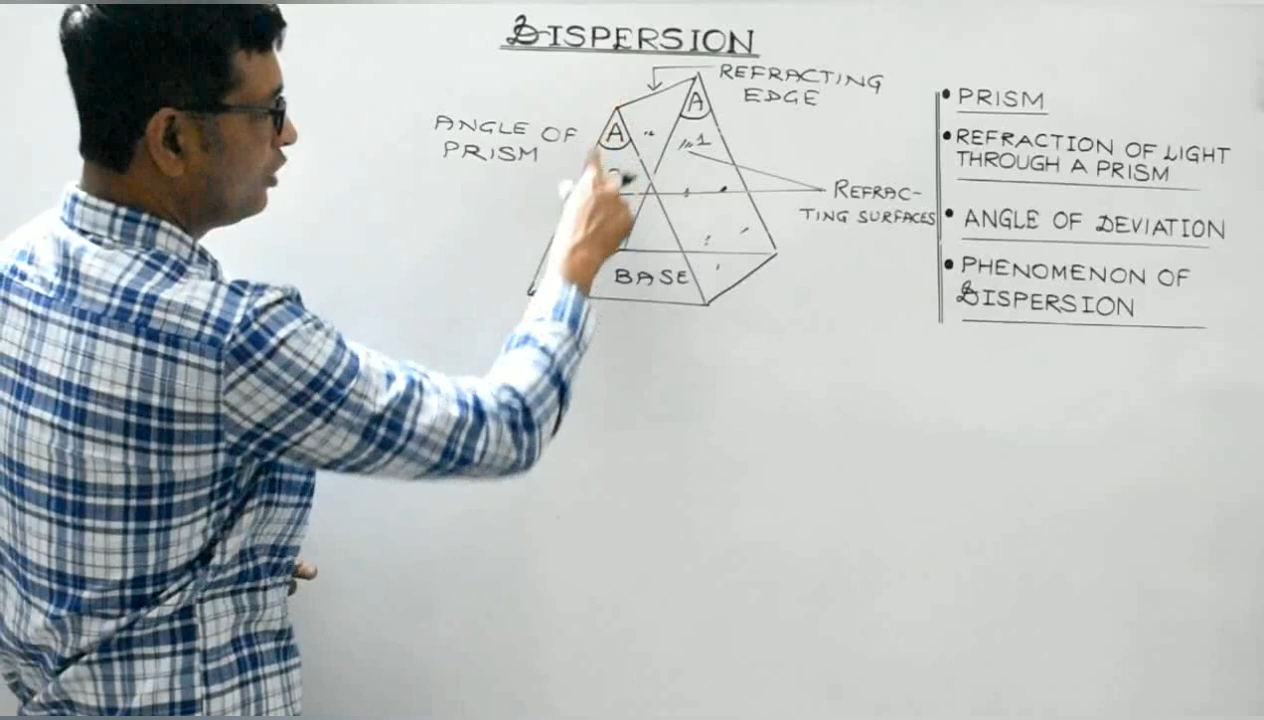 DISPERSION
REFRACTING
EDGE
ANGLE OF
PRISM
A
A
1
REFRAC-
TING SURFACES
BASE
• PRISM
• REFRACTION OF LIGHT
THROUGH A PRISM
• ANGLE OF DEVIATION
• PHENOMENON OF
DISPERSION